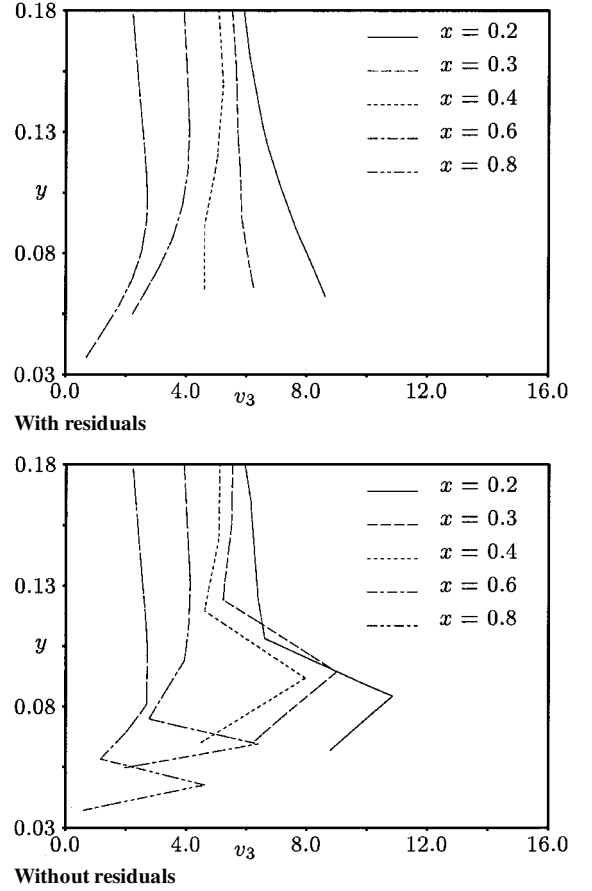 0.18
x = 0.2
x = 0.3
x = 0.4
0.13
x = 0.6
x = 0.8
y
0.08
0.03
0.0 4.0 v₃ 8.0 12.0 16.0
With residuals
0.18
x = 0.2
x = 0.3
x = 0.4
0.13
x = 0.6
x = 0.8
y
0.08
0.03
0.0 4.0 v₃ 8.0 12.0 16.0
Without residuals